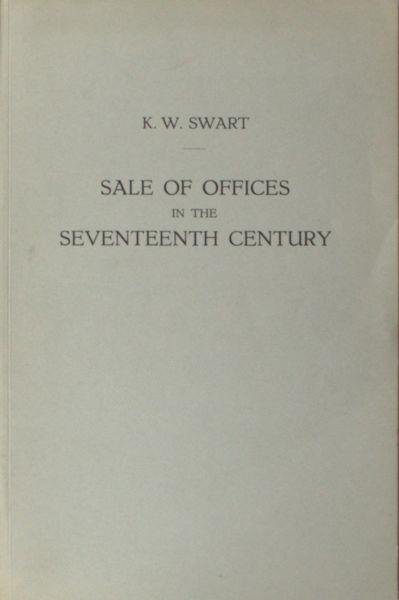 K. W. SWART
SALE OF OFFICES
IN THE
SEVENTEENTH CENTURY